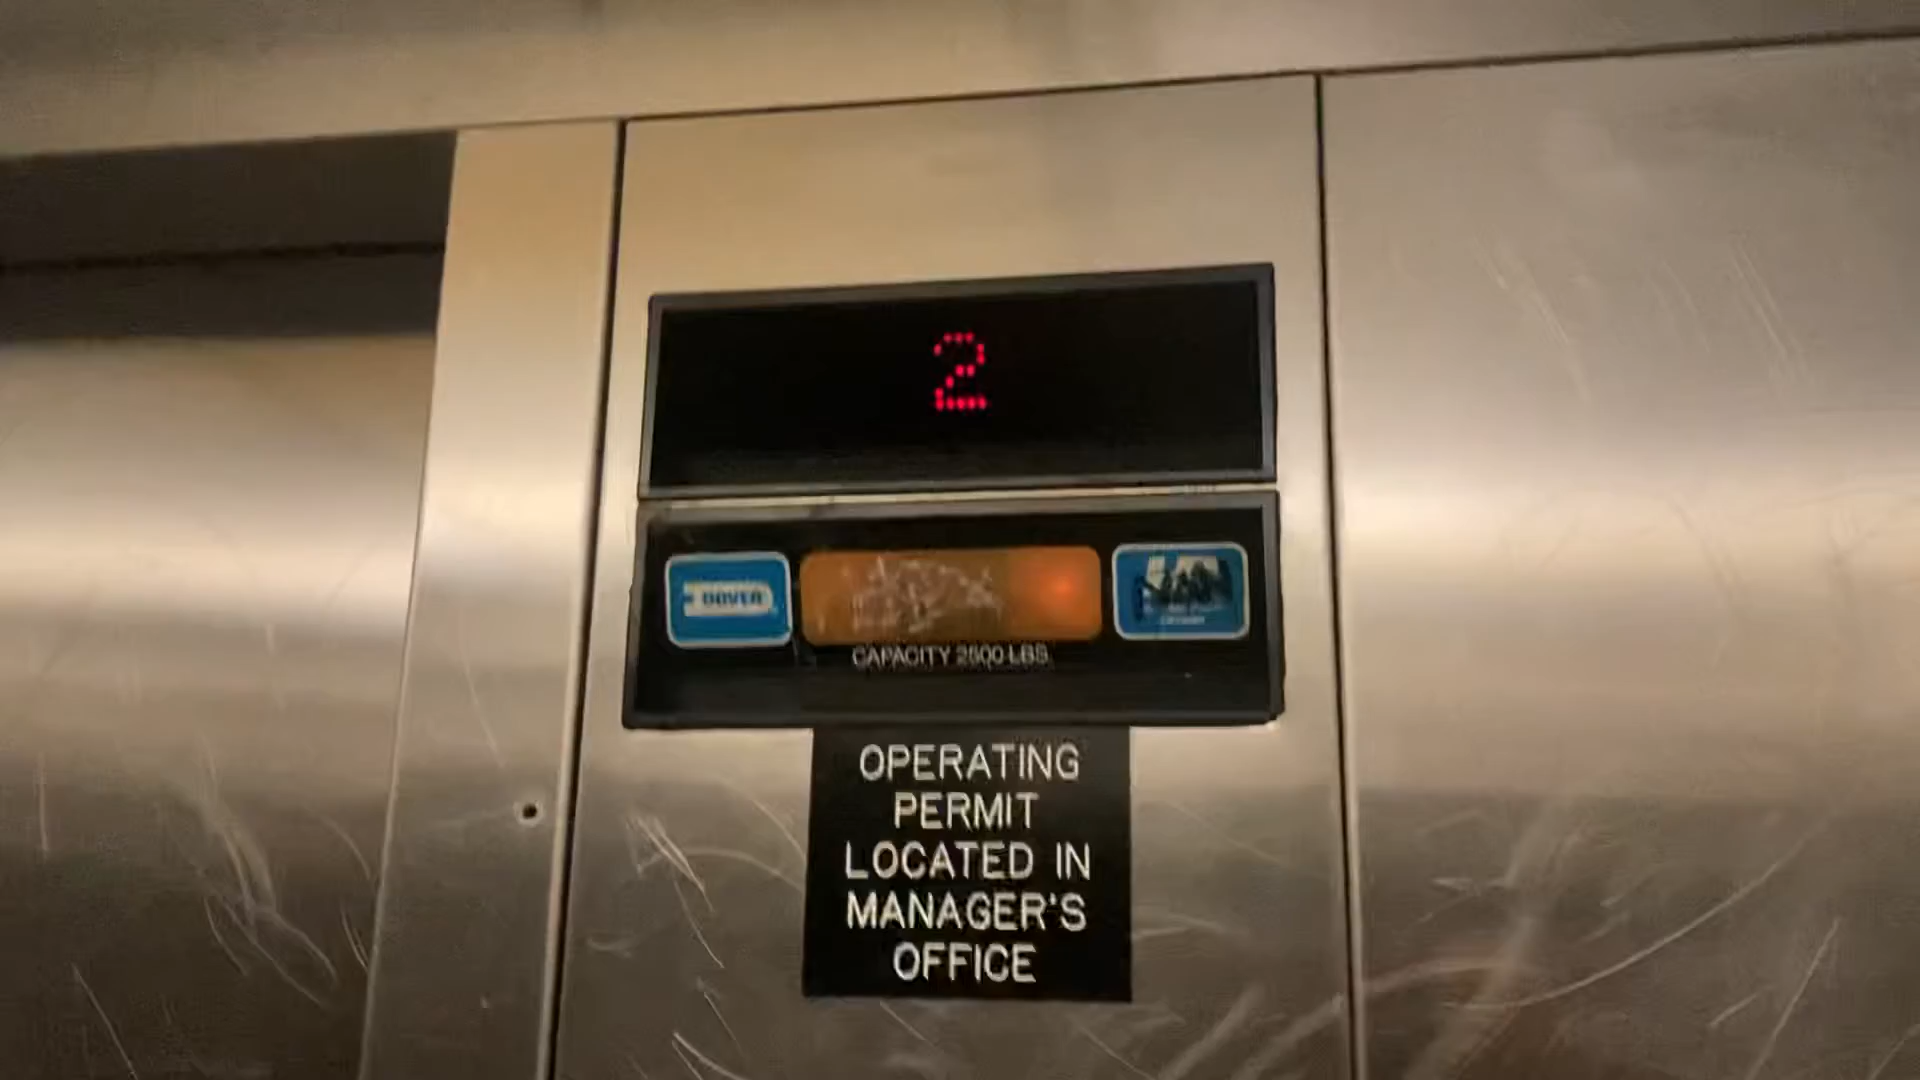 2
DOVER
CAPACITY 2500 LBS.
OPERATING
PERMIT
LOCATED IN
MANAGER'S
OFFICE